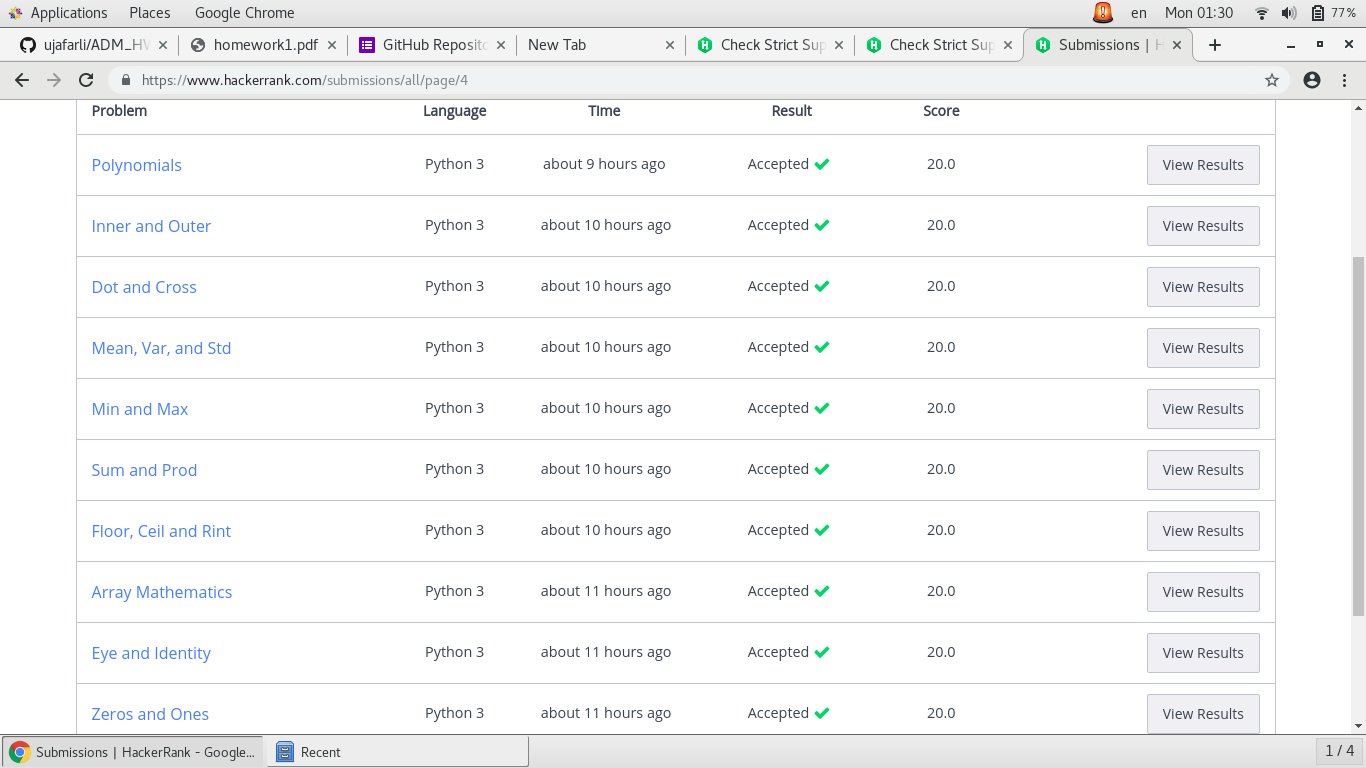 Applications Places Google Chrome en Mon 01:30 77%
ujafarli/ADM_HW homework1.pdf GitHub Reposito New Tab Check Strict Sup Check Strict Sup Submissions | H
https://www.hackerrank.com/submissions/all/page/4
Problem Language Time Result Score
Polynomials Python 3 about 9 hours ago Accepted 20.0 View Results
Inner and Outer Python 3 about 10 hours ago Accepted 20.0 View Results
Dot and Cross Python 3 about 10 hours ago Accepted 20.0 View Results
Mean, Var, and Std Python 3 about 10 hours ago Accepted 20.0 View Results
Min and Max Python 3 about 10 hours ago Accepted 20.0 View Results
Sum and Prod Python 3 about 10 hours ago Accepted 20.0 View Results
Floor, Ceil and Rint Python 3 about 10 hours ago Accepted 20.0 View Results
Array Mathematics Python 3 about 11 hours ago Accepted 20.0 View Results
Eye and Identity Python 3 about 11 hours ago Accepted 20.0 View Results
Zeros and Ones Python 3 about 11 hours ago Accepted 20.0 View Results
Submissions | HackerRank - Google... Recent 1 / 4